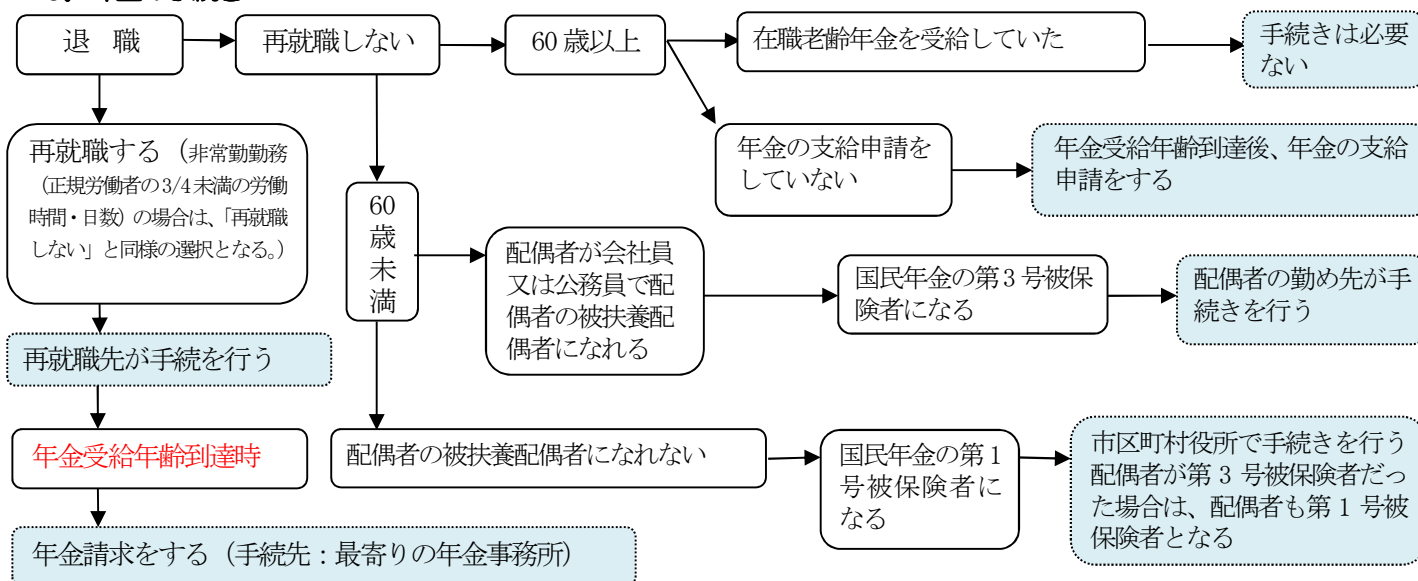 退 職
再就職しない
60 歳以上
在職老齢年金を受給していた
手続きは必要
ない
再就職する（非常勤勤務
（正規労働者の 3/4 未満の労働
時間・日数）の場合は、「再就職
しない」と同様の選択となる。）
年金の支給申請を
していない
年金受給年齢到達後、年金の支給
申請をする
60
歳
未
満
配偶者が会社員
又は公務員で配
偶者の被扶養配
偶者になれる
国民年金の第 3 号被保
険者になる
配偶者の勤め先が手
続きを行う
再就職先が手続を行う
年金受給年齢到達時
配偶者の被扶養配偶者になれない
国民年金の第 1
号被保険者に
なる
市区町村役所で手続きを行う
配偶者が第 3 号被保険者だっ
た場合は、配偶者も第 1 号被
保険者となる
年金請求をする（手続先：最寄りの年金事務所）